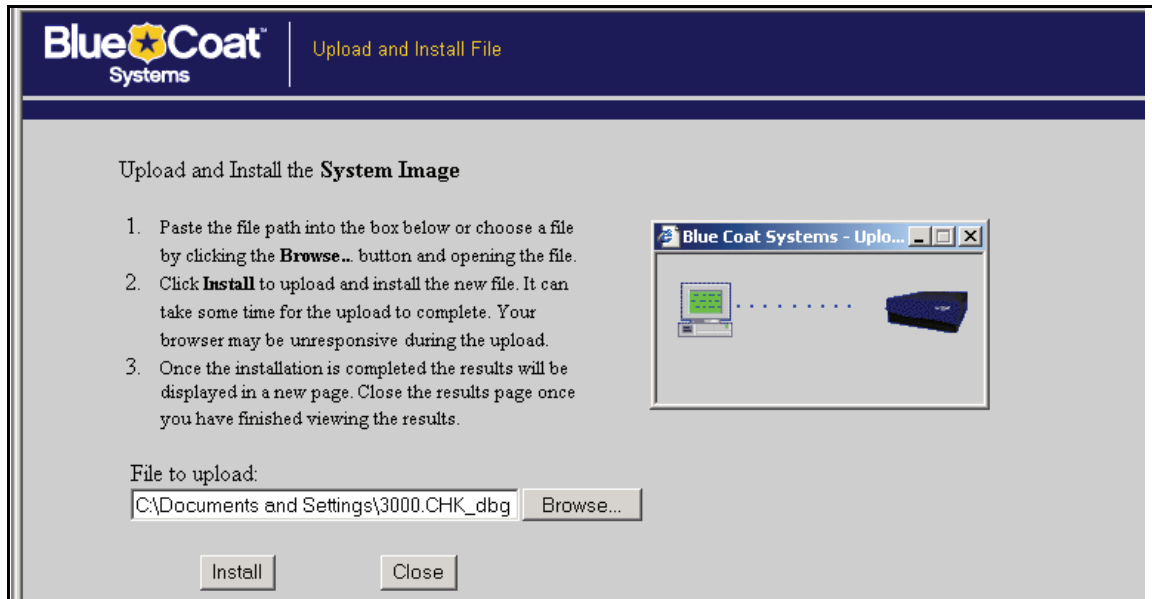 Blue Coat™
Systems
Upload and Install File
Upload and Install the System Image
1. Paste the file path into the box below or choose a file
by clicking the Browse... button and opening the file.
2. Click Install to upload and install the new file. It can
take some time for the upload to complete. Your
browser may be unresponsive during the upload.
3. Once the installation is completed the results will be
displayed in a new page. Close the results page once
you have finished viewing the results.
Blue Coat Systems - Uplo...
File to upload:
C:\Documents and Settings\3000.CHK_dbg
Browse...
Install
Close